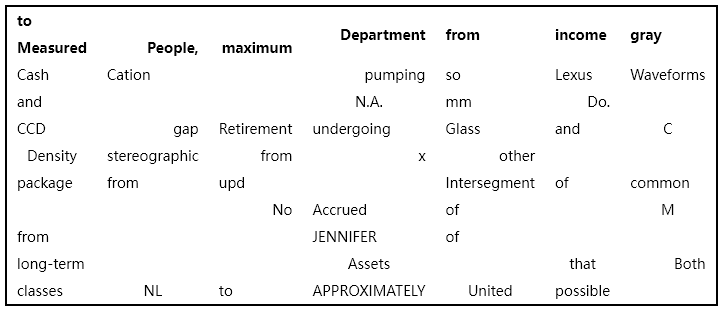 to Measured People, maximum Department from income gray
Cash Cation pumping so Lexus Waveforms
and N.A. mm Do.
CCD gap Retirement undergoing Glass and C
Density stereographic from x other
package from upd Intersegment of common
No Accrued of M
from JENNIFER of
long-term Assets that Both
classes NL to APPROXIMATELY United possible